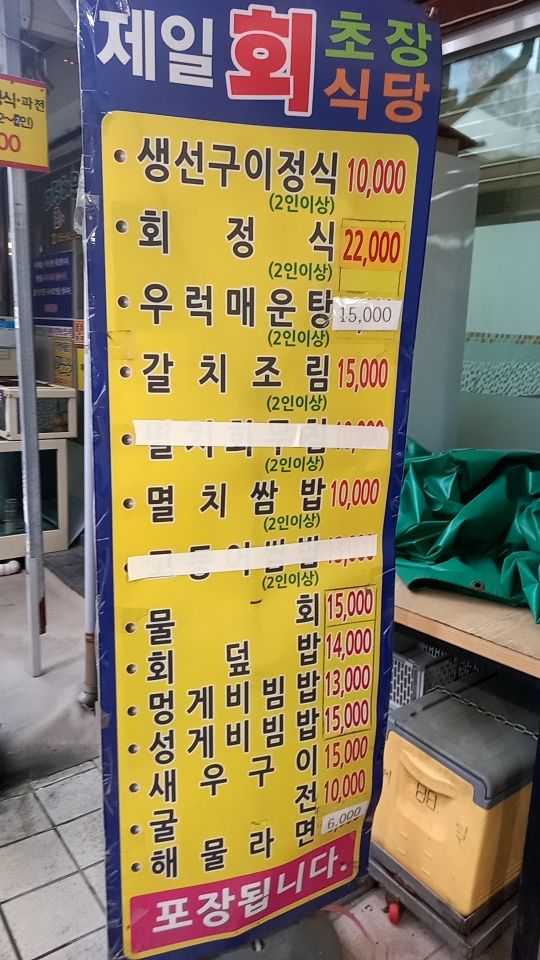 제일 회 초장
식당
생선구이정식 10,000
(2인이상)
회 정 식 22,000
(2인이상)
우럭매운탕 15,000
(2인이상)
갈치조림 15,000
(2인이상)
(2인이상)
멸치쌈밥 10,000
(2인이상)
(2인이상)
물 회 15,000
회 덮 밥 14,000
멍게비빔밥 13,000
성게비빔밥 15,000
새우구이 15,000
굴 전 10,000
해물라면 6,000
포장됩니다.
식·파전
00